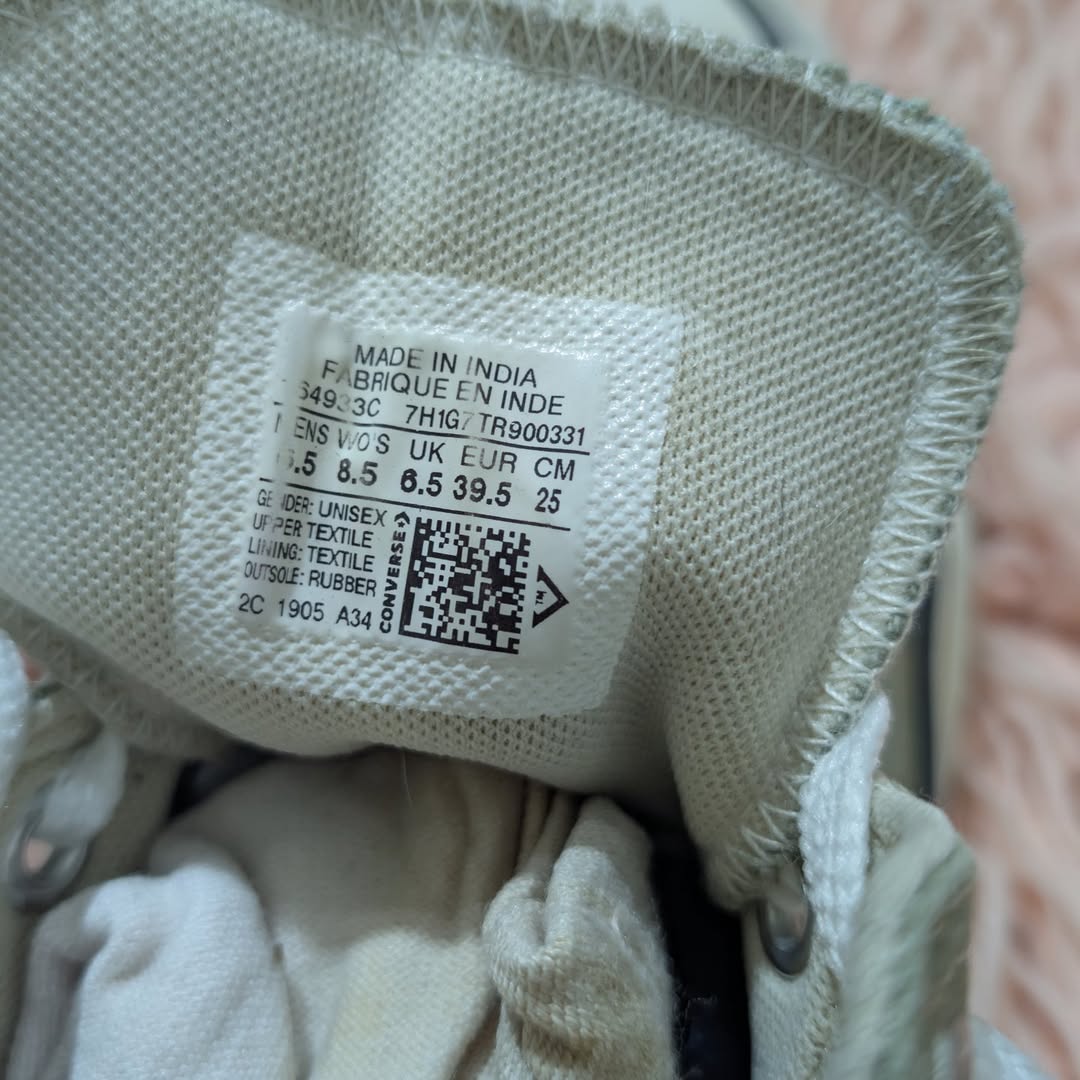 MADE IN INDIA
FABRIQUE EN INDE
64933C 7H1G7TR900331
MENS WO'S UK EUR CM
6.5 8.5 6.5 39.5 25
GENDER: UNISEX
UPPER TEXTILE
LINING: TEXTILE
OUTSOLE: RUBBER
2C 1905 A34
CONVERSE
TM